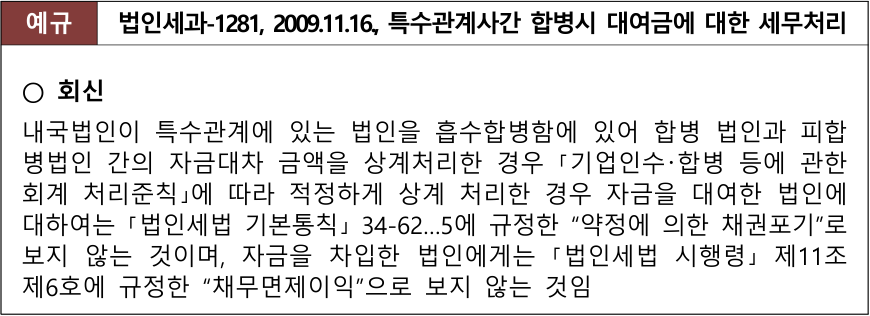 예규 법인세과-1281, 2009.11.16., 특수관계사간 합병시 대여금에 대한 세무처리
○ 회신
내국법인이 특수관계에 있는 법인을 흡수합병함에 있어 합병 법인과 피합
병법인 간의 자금대차 금액을 상계처리한 경우 「기업인수·합병 등에 관한
회계 처리준칙」에 따라 적정하게 상계 처리한 경우 자금을 대여한 법인에
대하여는 「법인세법 기본통칙」 34-62…5에 규정한 “약정에 의한 채권포기”로
보지 않는 것이며, 자금을 차입한 법인에게는 「법인세법 시행령」 제11조
제6호에 규정한 “채무면제이익”으로 보지 않는 것임